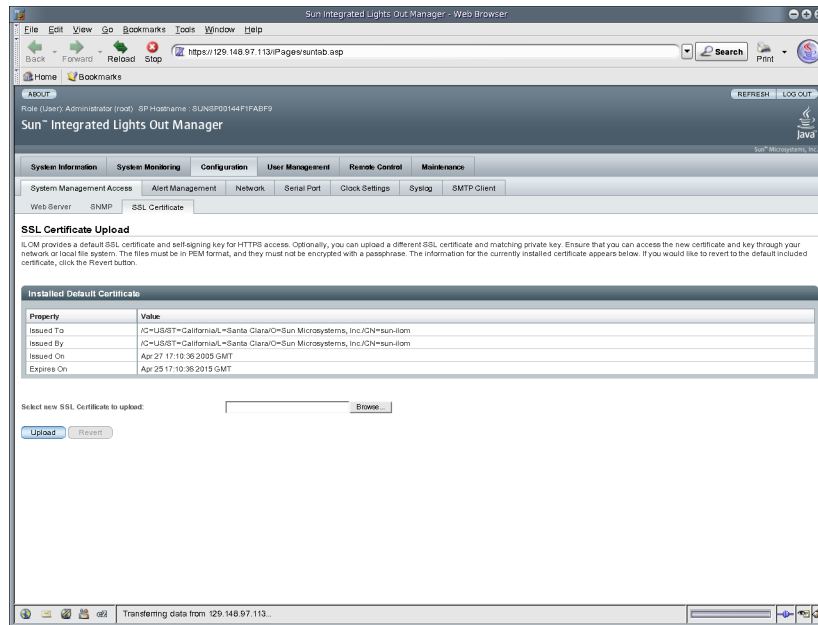 Sun Integrated Lights Out Manager - Web Browser
File Edit View Go Bookmarks Tools Window Help
Back Forward Reload Stop https://129.148.97.113/iPages/suntab.asp Search Print
Home Bookmarks
ABOUT REFRESH LOG OUT
Role (User): Administrator (root) SP Hostname : SUNSP00144F1FABF9
Sun™ Integrated Lights Out Manager
Java
Sun™ Microsystems, Inc.
System Information System Monitoring Configuration User Management Remote Control Maintenance
System Management Access Alert Management Network Serial Port Clock Settings Syslog SMTP Client
Web Server SNMP SSL Certificate
SSL Certificate Upload
ILOM provides a default SSL certificate and self-signing key for HTTPS access. Optionally, you can upload a different SSL certificate and matching private key. Ensure that you can access the new certificate and key through your
network or local file system. The files must be in PEM format, and they must not be encrypted with a passphrase. The information for the currently installed certificate appears below. If you would like to revert to the default included
certificate, click the Revert button.
Installed Default Certificate
Property Value
Issued To /C=US/ST=California/L=Santa Clara/O=Sun Microsystems, Inc./CN=sun-ilom
Issued By /C=US/ST=California/L=Santa Clara/O=Sun Microsystems, Inc./CN=sun-ilom
Issued On Apr 27 17:10:36 2005 GMT
Expires On Apr 25 17:10:36 2015 GMT
Select new SSL Certificate to upload: Browse...
Upload Revert
Transferring data from 129.148.97.113...